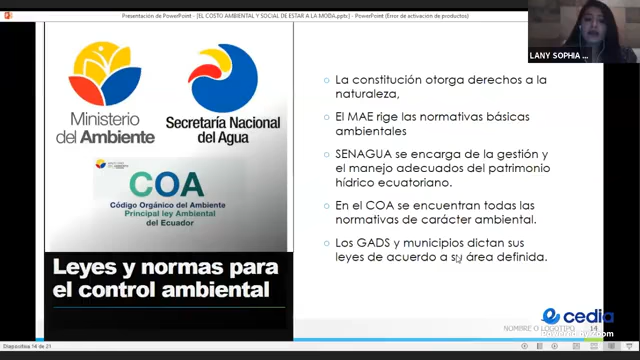 Presentación de PowerPoint - [EL COSTO AMBIENTAL Y SOCIAL DE ESTAR A LA MODA.pptx] - PowerPoint (Error de activación de productos)
LANY SOPHIA ...
Ministerio
del Ambiente
Secretaría Nacional
del Agua
COA
Código Orgánico del Ambiente
Principal ley Ambiental
del Ecuador
Leyes y normas para
el control ambiental
La constitución otorga derechos a la
naturaleza,
El MAE rige las normativas básicas
ambientales
SENAGUA se encarga de la gestión y
el manejo adecuados del patrimonio
hídrico ecuatoriano.
En el COA se encuentran todas las
normativas de carácter ambiental.
Los GADS y municipios dictan sus
leyes de acuerdo a su área definida.
cedia
NOMBRE O LOGOTIPO
14
Powered by Zoom
Diapositiva 14 de 21